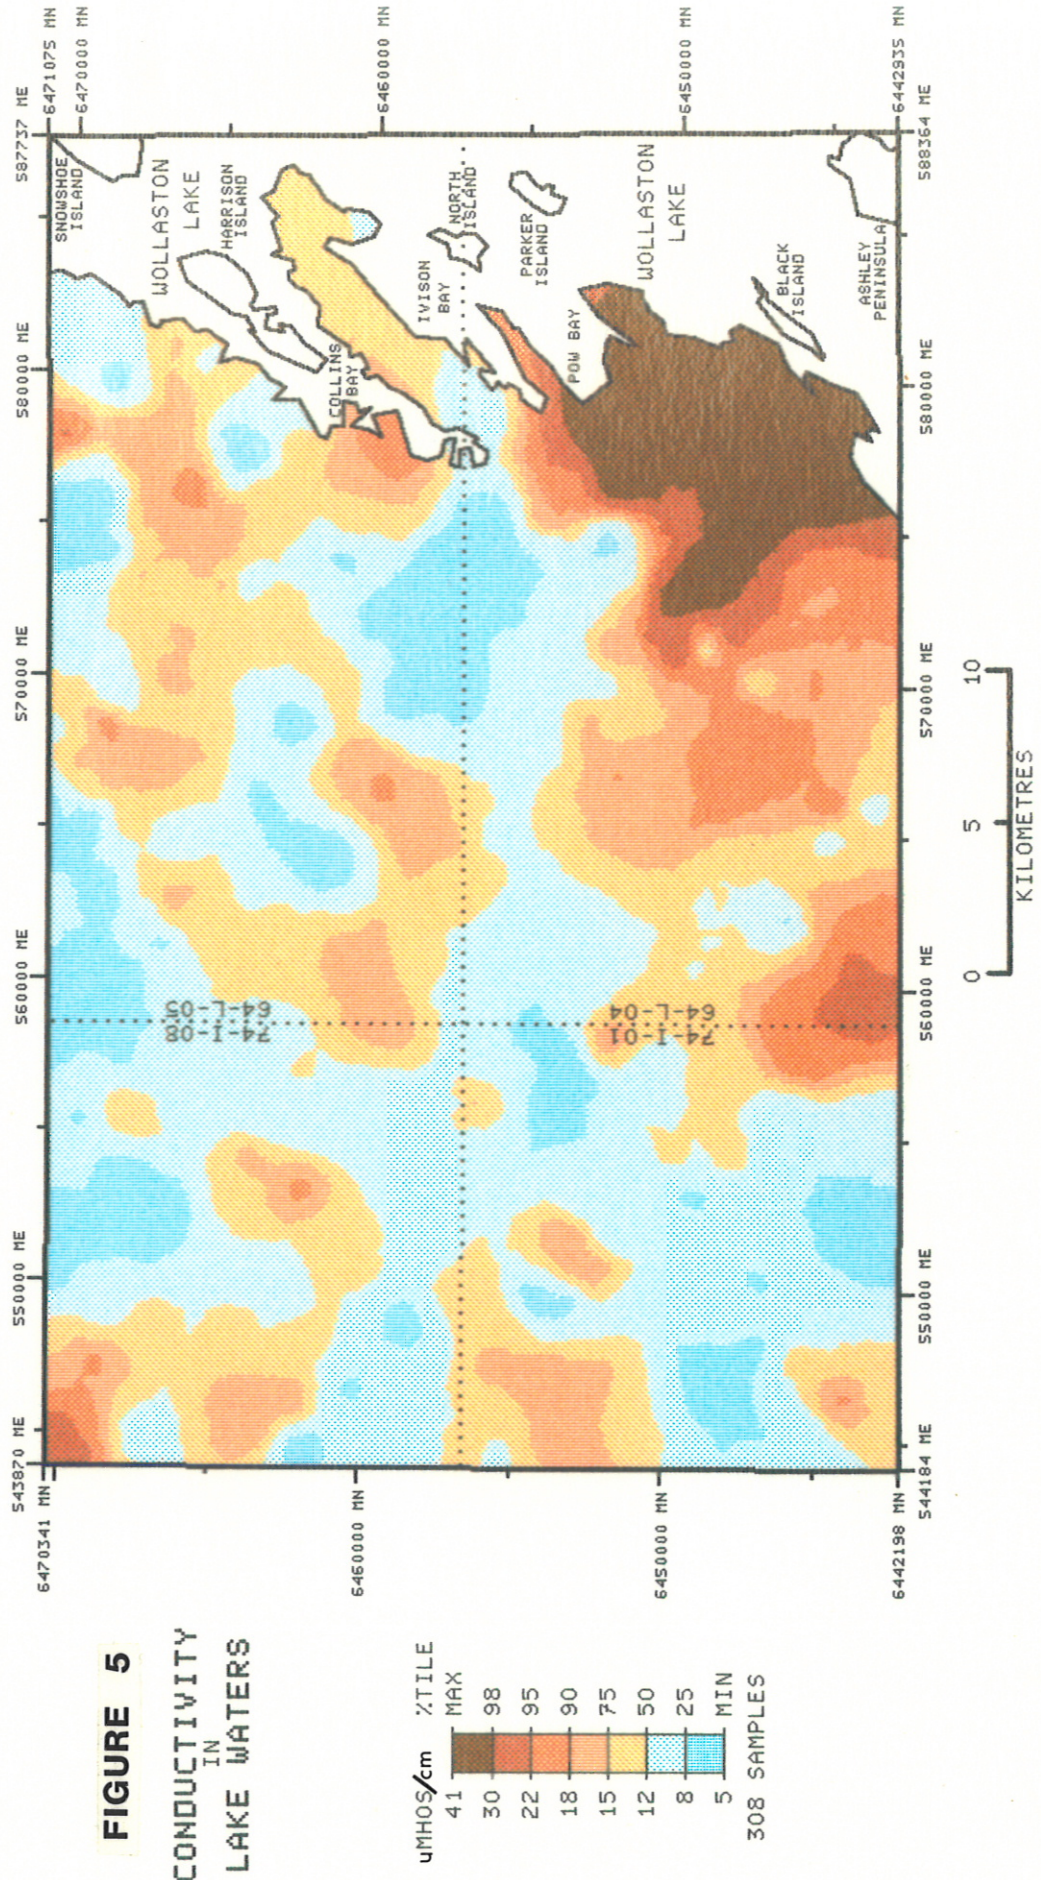 FIGURE 5
CONDUCTIVITY
IN
LAKE WATERS
uMHOS/cm %TILE
41 MAX
30 98
22 95
18 90
15 75
12 50
8 25
5 MIN
308 SAMPLES
6470341 MN
6460000 MN
6450000 MN
6442198 MN
543870 ME
550000 ME
560000 ME
570000 ME
580000 ME
587737 ME
544184 ME
550000 ME
560000 ME
570000 ME
580000 ME
588364 ME
6471075 MN
6470000 MN
6460000 MN
6450000 MN
6442935 MN
SNOWSHOE
ISLAND
WOLLASTON
LAKE
HARRISON
ISLAND
COLLINS
BAY
IVISON
BAY
NORTH
ISLAND
PARKER
ISLAND
POW BAY
WOLLASTON
LAKE
BLACK
ISLAND
ASHLEY
PENINSULA
74-I-08
64-L-05
74-I-01
64-L-04
0 5 10
KILOMETRES